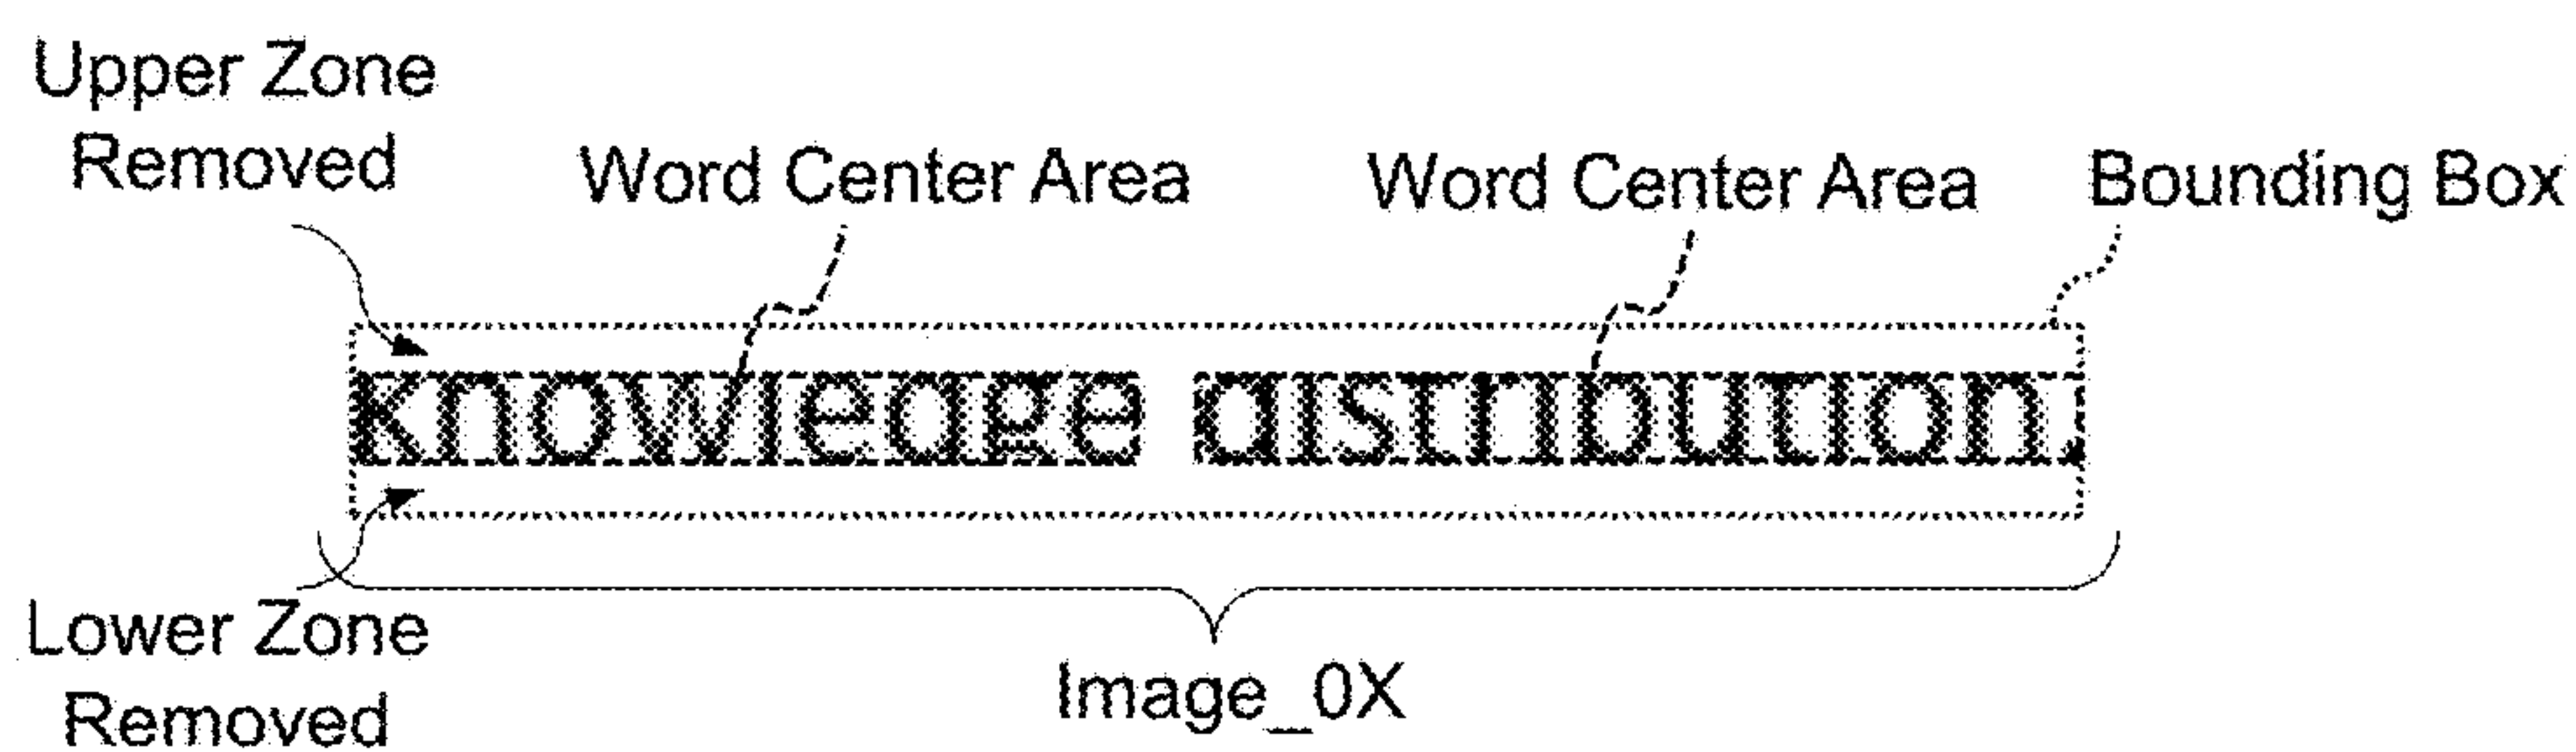 Upper Zone
Removed
Word Center Area
Word Center Area
Bounding Box
knowledge distribution.
Lower Zone
Removed
Image_0X